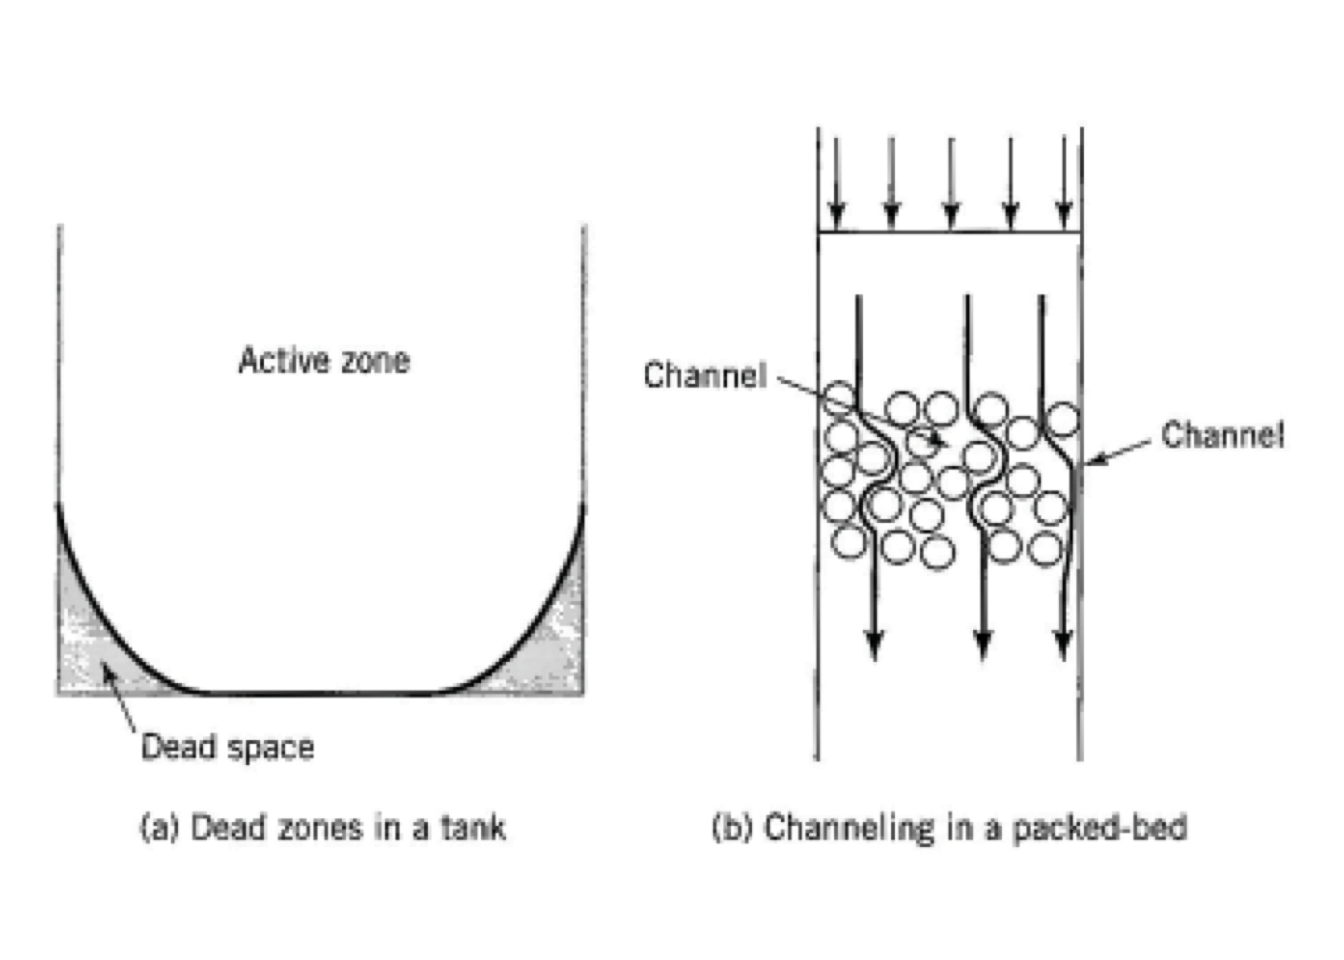 Active zone
Dead space
(a) Dead zones in a tank
Channel
Channel
(b) Channeling in a packed-bed